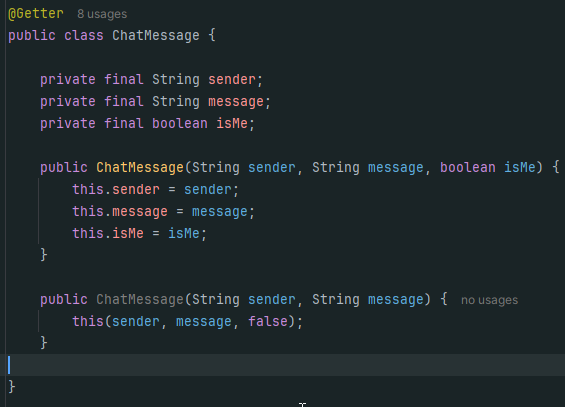 @Getter 8 usages
public class ChatMessage {
private final String sender;
private final String message;
private final boolean isMe;
public ChatMessage(String sender, String message, boolean isMe) {
this.sender = sender;
this.message = message;
this.isMe = isMe;
}
public ChatMessage(String sender, String message) { no usages
this(sender, message, false);
}
}